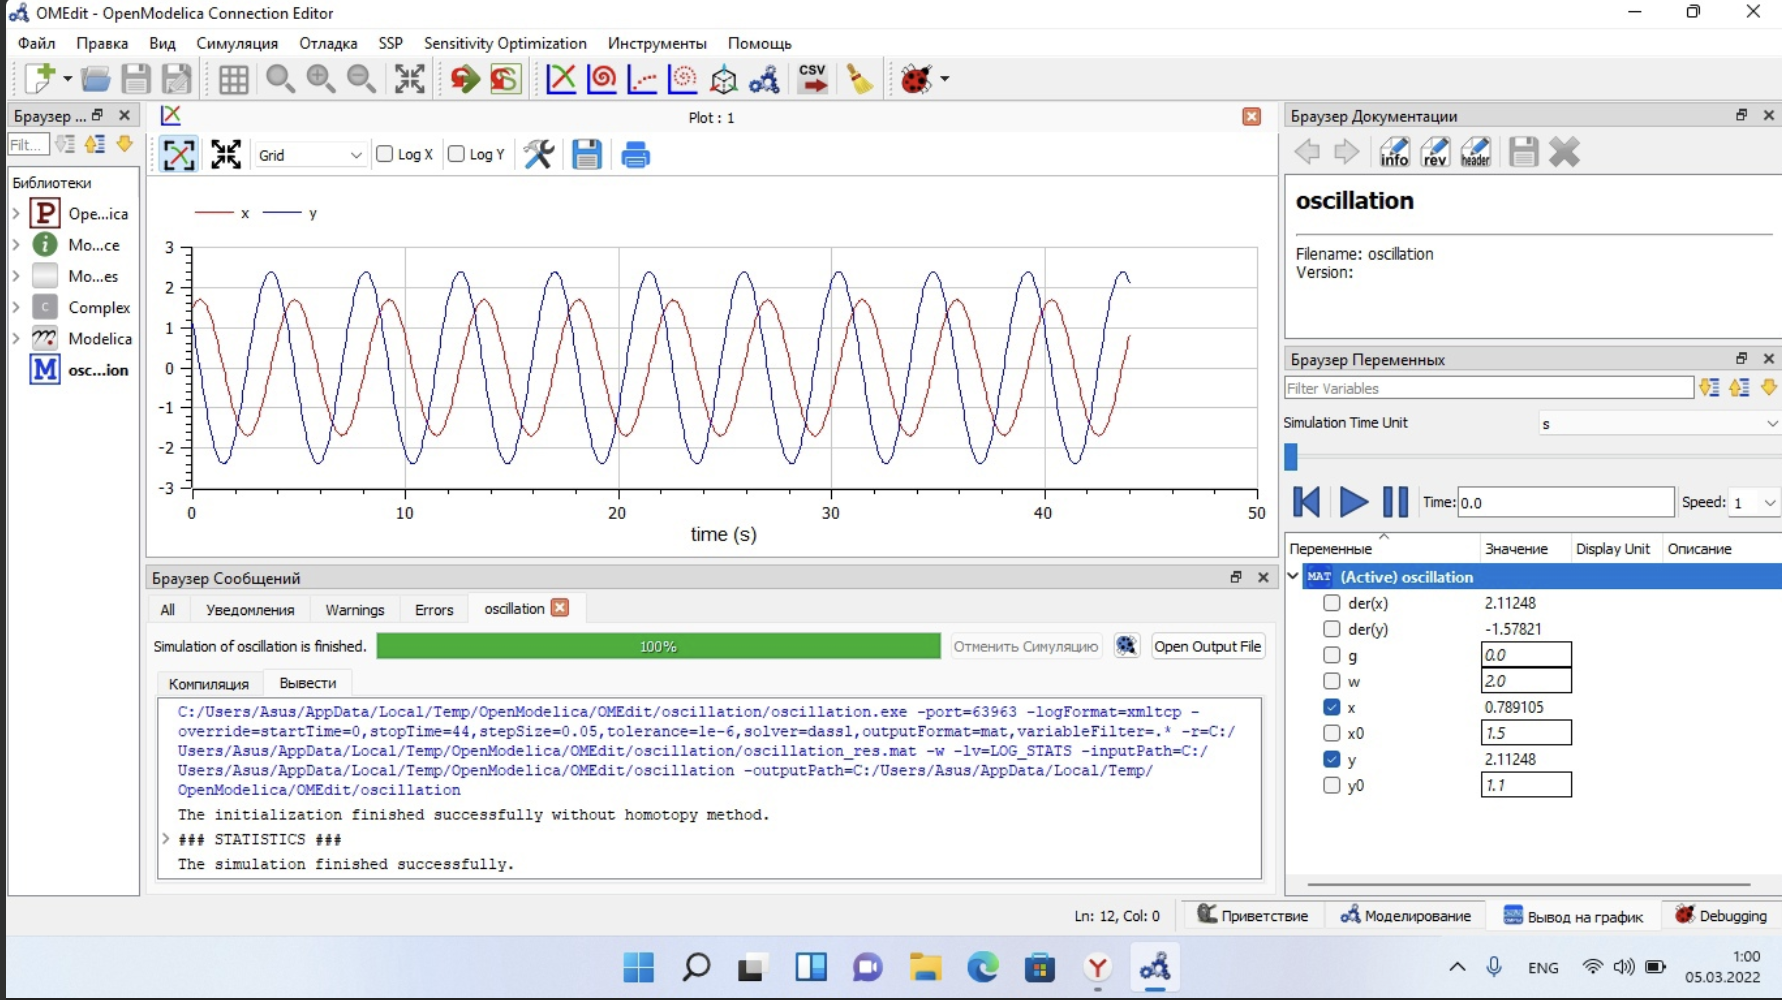 OMEdit - OpenModelica Connection Editor
Файл Правка Вид Симуляция Отладка SSP Sensitivity Optimization Инструменты Помощь
CSV
Браузер ...
Filt...
Библиотеки
P Ope...ica
i Mo...ce
Mo...es
C Complex
m Modelica
M osc...ion
Plot : 1
Grid Log X Log Y
x y
3
2
1
0
-1
-2
-3
0 10 20 30 40 50
time (s)
Браузер Сообщений
All Уведомления Warnings Errors oscillation
Simulation of oscillation is finished. 100% Отменить Симуляцию Open Output File
Компиляция Вывести
C:/Users/Asus/AppData/Local/Temp/OpenModelica/OMEdit/oscillation/oscillation.exe -port=63963 -logFormat=xmltcp -
override=startTime=0,stopTime=44,stepSize=0.05,tolerance=1e-6,solver=dassl,outputFormat=mat,variableFilter=.* -r=C:/
Users/Asus/AppData/Local/Temp/OpenModelica/OMEdit/oscillation/oscillation_res.mat -w -lv=LOG_STATS -inputPath=C:/
Users/Asus/AppData/Local/Temp/OpenModelica/OMEdit/oscillation -outputPath=C:/Users/Asus/AppData/Local/Temp/
OpenModelica/OMEdit/oscillation
The initialization finished successfully without homotopy method.
### STATISTICS ###
The simulation finished successfully.
Браузер Документации
info rev header
oscillation
Filename: oscillation
Version:
Браузер Переменных
Filter Variables
Simulation Time Unit s
Time: 0.0 Speed: 1
Переменные Значение Display Unit Описание
MAT (Active) oscillation
der(x) 2.11248
der(y) -1.57821
g 0.0
w 2.0
x 0.789105
x0 1.5
y 2.11248
y0 1.1
Ln: 12, Col: 0 Приветствие Моделирование Вывод на график Debugging
ENG 1:00
05.03.2022